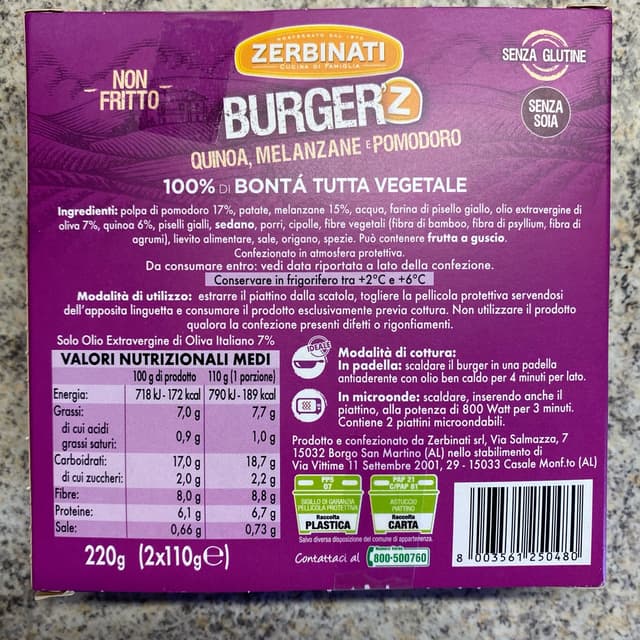 CONFEZNATO DAL 1970
ZERBINATI
CUCINA DI FAMIGLIA
NON
FRITTO
BURGER'Z
SENZA GLUTINE
SENZA
SOIA
QUINOA, MELANZANE E POMODORO
100% DI BONTÁ TUTTA VEGETALE
Ingredienti: polpa di pomodoro 17%, patate, melanzane 15%, acqua, farina di pisello giallo, olio extravergine di
oliva 7%, quinoa 6%, piselli gialli, sedano, porri, cipolle, fibre vegetali (fibra di bamboo, fibra di psyllium, fibra di
agrumi), lievito alimentare, sale, origano, spezie. Può contenere frutta a guscio.
Confezionato in atmosfera protettiva.
Da consumare entro: vedi data riportata a lato della confezione.
Conservare in frigorifero tra +2°C e +6°C
Modalità di utilizzo: estrarre il piattino dalla scatola, togliere la pellicola protettiva servendosi
dell'apposita linguetta e consumare il prodotto esclusivamente previa cottura. Non utilizzare il prodotto
qualora la confezione presenti difetti o rigonfiamenti.
Solo Olio Extravergine di Oliva Italiano 7%
VALORI NUTRIZIONALI MEDI
100 g di prodotto 110 g (1 porzione)
Energia: 718 kJ - 172 kcal 790 kJ - 189 kcal
Grassi: 7,0 g 7,7 g
di cui acidi
grassi saturi: 0,9 g 1,0 g
Carboidrati: 17,0 g 18,7 g
di cui zuccheri: 2,0 g 2,2 g
Fibre: 8,0 g 8,8 g
Proteine: 6,1 g 6,7 g
Sale: 0,66 g 0,73 g
220g (2x110g℮)
IDEALE
Modalità di cottura:
In padella: scaldare il burger in una padella
antiaderente con olio ben caldo per 4 minuti per lato.
In microonde: scaldare, inserendo anche il
piattino, alla potenza di 800 Watt per 3 minuti.
Contiene 2 piattini microondabili.
Prodotto e confezionato da Zerbinati srl, Via Salmazza, 7
15032 Borgo San Martino (AL) nello stabilimento di
Via Vittime 11 Settembre 2001, 29 - 15033 Casale Monf.to (AL)
PP5
07
SIGILLO DI GARANZIA
PELLICOLA PROTETTIVA
Raccolta
PLASTICA
PAP 21
C/PAP 81
ASTUCCIO
PIATTINO
Raccolta
CARTA
Salvo diversa disposizione del comune di appartenenza.
Contattaci al
800-500760
8 003561 250480